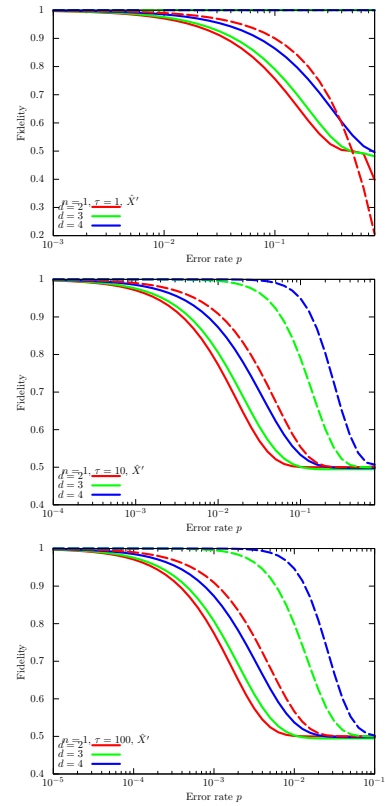 1
0.9
0.8
0.7
0.6
0.5
0.4
0.3
0.2
Fidelity
n = 1, τ = 1, X̂′
d = 2
d = 3
d = 4
10⁻³ 10⁻² 10⁻¹
Error rate p
1
0.9
0.8
0.7
0.6
0.5
0.4
Fidelity
n = 1, τ = 10, X̂′
d = 2
d = 3
d = 4
10⁻⁴ 10⁻³ 10⁻² 10⁻¹
Error rate p
1
0.9
0.8
0.7
0.6
0.5
0.4
Fidelity
n = 1, τ = 100, X̂′
d = 2
d = 3
d = 4
10⁻⁵ 10⁻⁴ 10⁻³ 10⁻² 10⁻¹
Error rate p